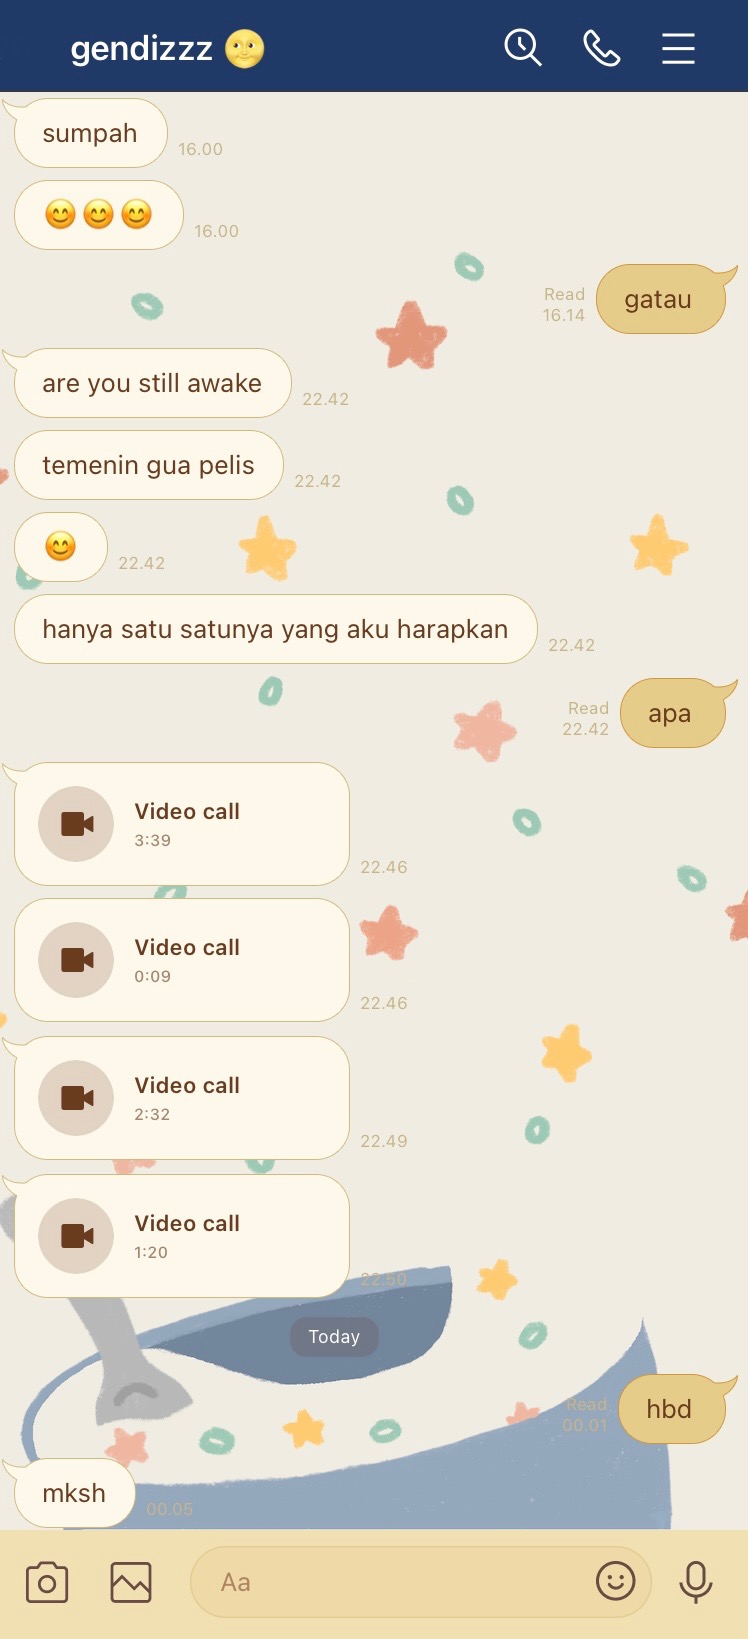 gendizzz 🌝
sumpah
16.00
😊😊😊
16.00
Read
16.14
gatau
are you still awake
22.42
temenin gua pelis
22.42
😊
22.42
hanya satu satunya yang aku harapkan
22.42
Read
22.42
apa
Video call
3:39
22.46
Video call
0:09
22.46
Video call
2:32
22.49
Video call
1:20
22.50
Today
Read
00.01
hbd
mksh
00.05
Aa